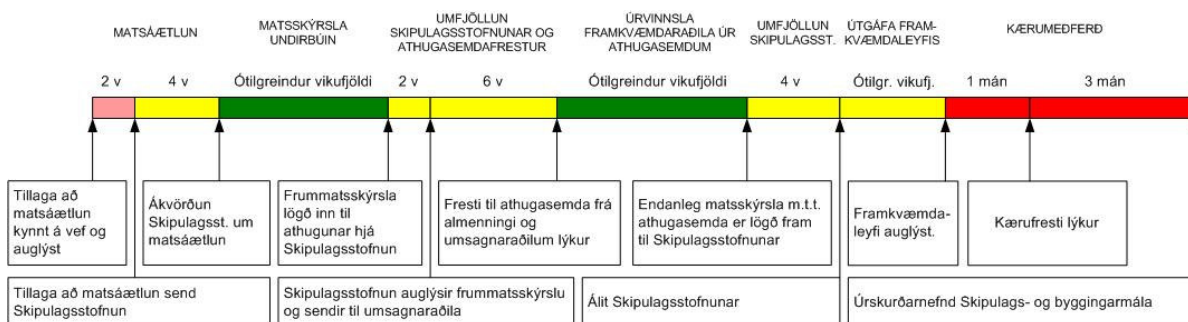 MATSÁÆTLUN
MATSSKÝRSLA
UNDIRBÚIN
UMFJÖLLUN
SKIPULAGSSTOFNUNAR OG
ATHUGASEMDAFRESTUR
ÚRVINNSLA
FRAMKVÆMDARAÐILA ÚR
ATHUGASEMDUM
UMFJÖLLUN
SKIPULAGSST.
ÚTGÁFA FRAM-
KVÆMDALEYFIS
KÆRUMEÐFERÐ
2 v
4 v
Ótilgreindur vikufjöldi
2 v
6 v
Ótilgreindur vikufjöldi
4 v
Ótilgr. vikufj.
1 mán
3 mán
Tillaga að
matsáætlun
kynnt á vef og
auglýst
Ákvörðun
Skipulagsst. um
matsáætlun
Frummatsskýrsla
lögð inn til
athugunar hjá
Skipulagsstofnun
Fresti til athugasemda frá
almenningi og
umsagnaraðilum lýkur
Endanleg matsskýrsla m.t.t.
athugasemda er lögð fram
til Skipulagsstofnunar
Framkvæmda-
leyfi auglýst.
Kærufresti lýkur
Tillaga að matsáætlun send
Skipulagsstofnun
Skipulagsstofnun auglýsir frummatsskýrslu
og sendir til umsagnaraðila
Álit Skipulagsstofnunar
Úrskurðarnefnd Skipulags- og byggingarmála